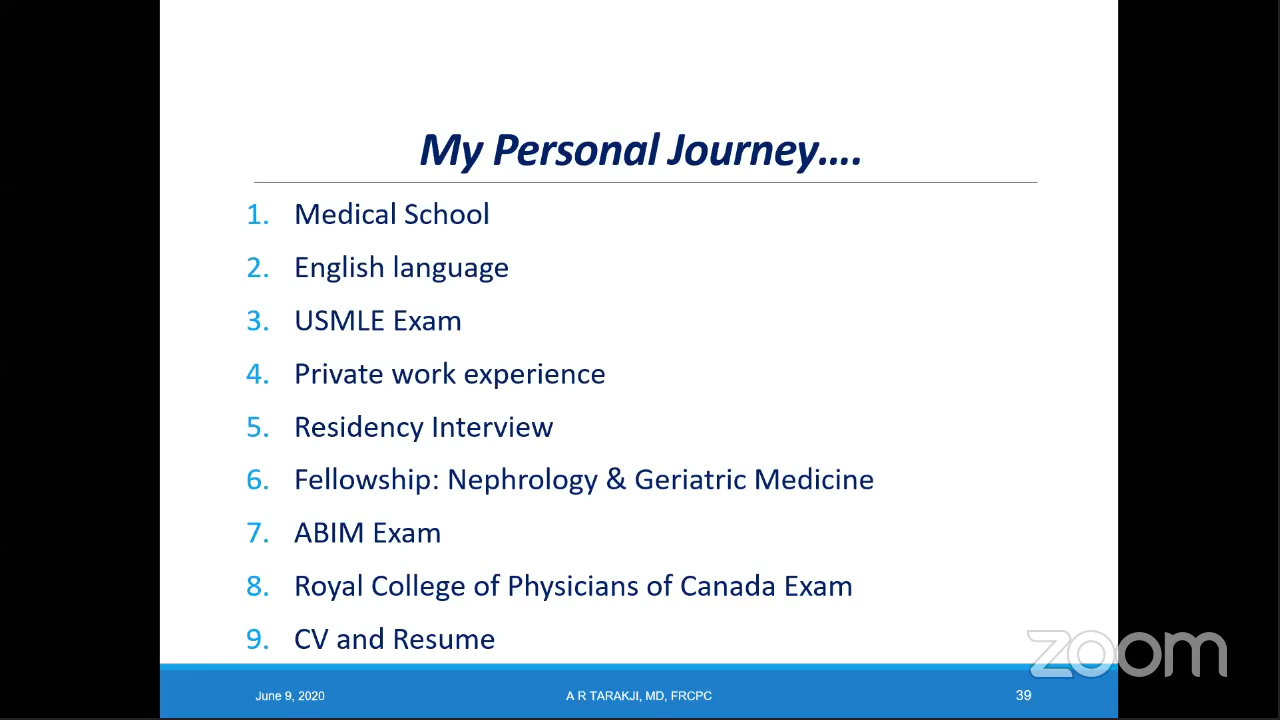 My Personal Journey....
1. Medical School
2. English language
3. USMLE Exam
4. Private work experience
5. Residency Interview
6. Fellowship: Nephrology & Geriatric Medicine
7. ABIM Exam
8. Royal College of Physicians of Canada Exam
9. CV and Resume
zoom
June 9, 2020 A R TARAKJI, MD, FRCPC 39